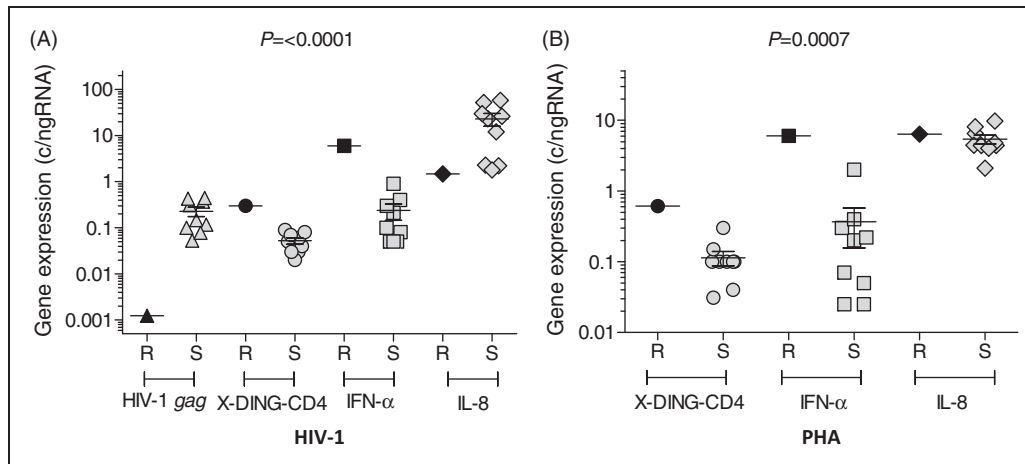 (A)
P=<0.0001
Gene expression (c/ngRNA)
100
10
1
0.1
0.01
0.001
R S R S R S R S
HIV-1 gag X-DING-CD4 IFN-α IL-8
HIV-1
(B)
P=0.0007
Gene expression (c/ngRNA)
10
1
0.1
0.01
R S R S R S
X-DING-CD4 IFN-α IL-8
PHA